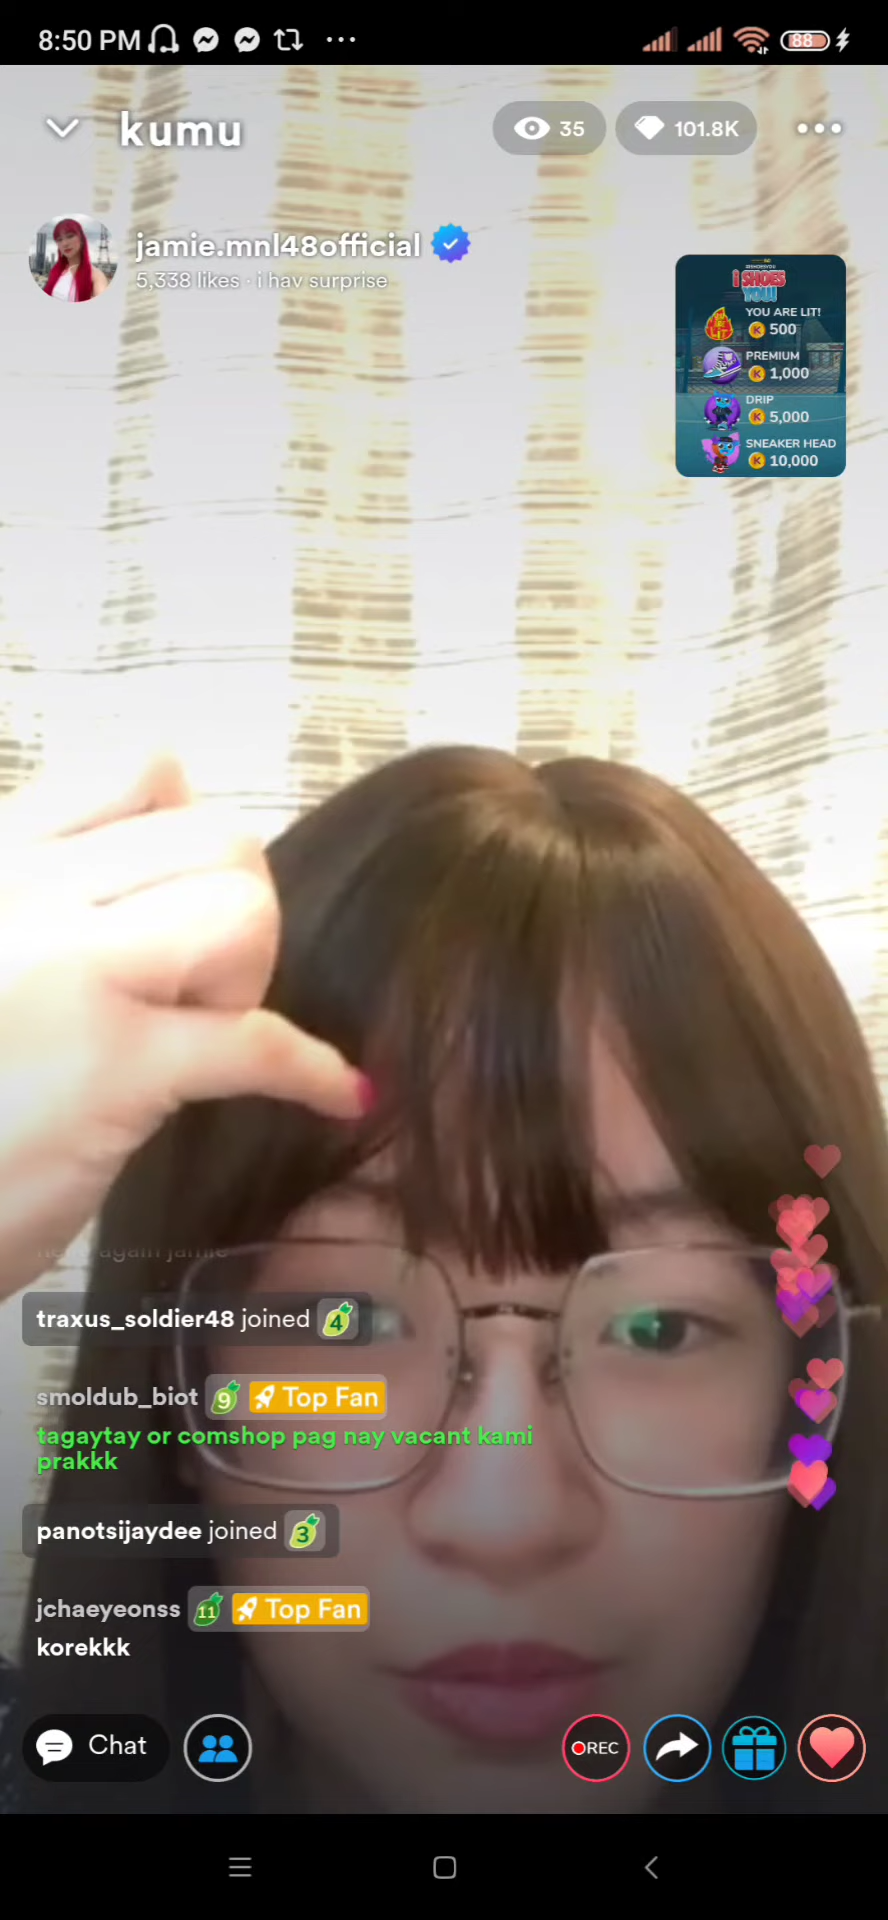 8:50 PM
88
kumu
35
101.8K
jamie.mnl48official
5,338 likes · i hav surprise
I SHOES
YOU!
YOU ARE LIT!
500
PREMIUM
1,000
DRIP
5,000
SNEAKER HEAD
10,000
again jamie
traxus_soldier48 joined 4
smoldub_biot 9 Top Fan
tagaytay or comshop pag nay vacant kami
prakkk
panotsijaydee joined 3
jchaeyeonss 11 Top Fan
korekkk
Chat
REC